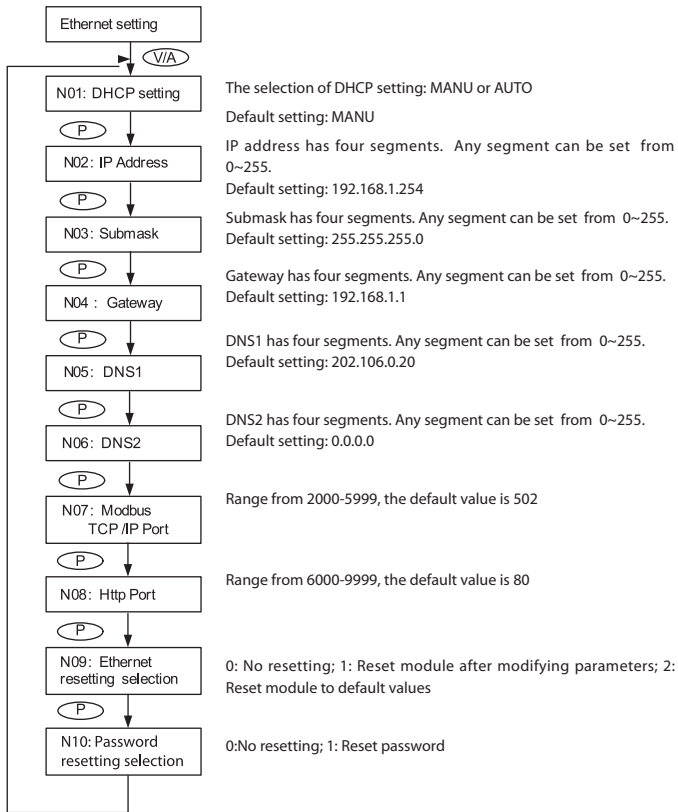 Ethernet setting
V/A
N01: DHCP setting
The selection of DHCP setting: MANU or AUTO
Default setting: MANU
P
N02: IP Address
IP address has four segments. Any segment can be set from
0~255.
Default setting: 192.168.1.254
P
N03: Submask
Submask has four segments. Any segment can be set from 0~255.
Default setting: 255.255.255.0
P
N04 : Gateway
Gateway has four segments. Any segment can be set from 0~255.
Default setting: 192.168.1.1
P
N05: DNS1
DNS1 has four segments. Any segment can be set from 0~255.
Default setting: 202.106.0.20
P
N06: DNS2
DNS2 has four segments. Any segment can be set from 0~255.
Default setting: 0.0.0.0
P
N07: Modbus
TCP /IP Port
Range from 2000-5999, the default value is 502
P
N08: Http Port
Range from 6000-9999, the default value is 80
P
N09: Ethernet
resetting selection
0: No resetting; 1: Reset module after modifying parameters; 2:
Reset module to default values
P
N10: Password
resetting selection
0:No resetting; 1: Reset password